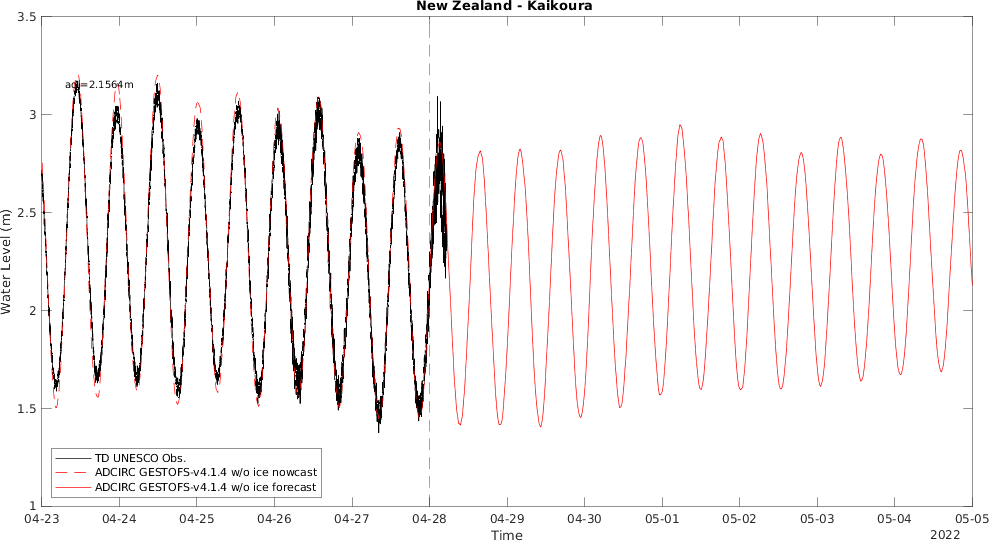 New Zealand - Kaikoura
3.5
3
2.5
2
1.5
1
Water Level (m)
adj=2.1564m
TD UNESCO Obs.
ADCIRC GESTOFS-v4.1.4 w/o ice nowcast
ADCIRC GESTOFS-v4.1.4 w/o ice forecast
04-23 04-24 04-25 04-26 04-27 04-28 04-29 04-30 05-01 05-02 05-03 05-04 05-05
Time
2022